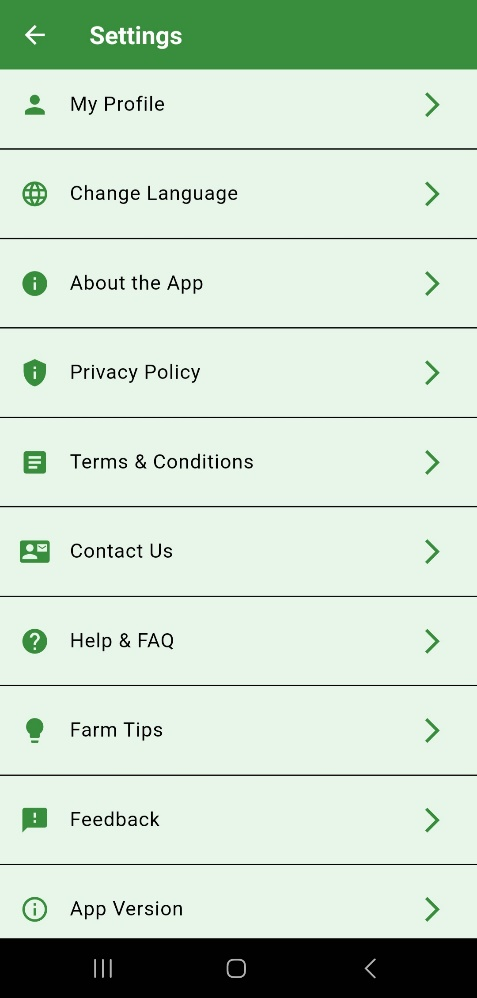 Settings
My Profile
Change Language
About the App
Privacy Policy
Terms & Conditions
Contact Us
Help & FAQ
Farm Tips
Feedback
App Version